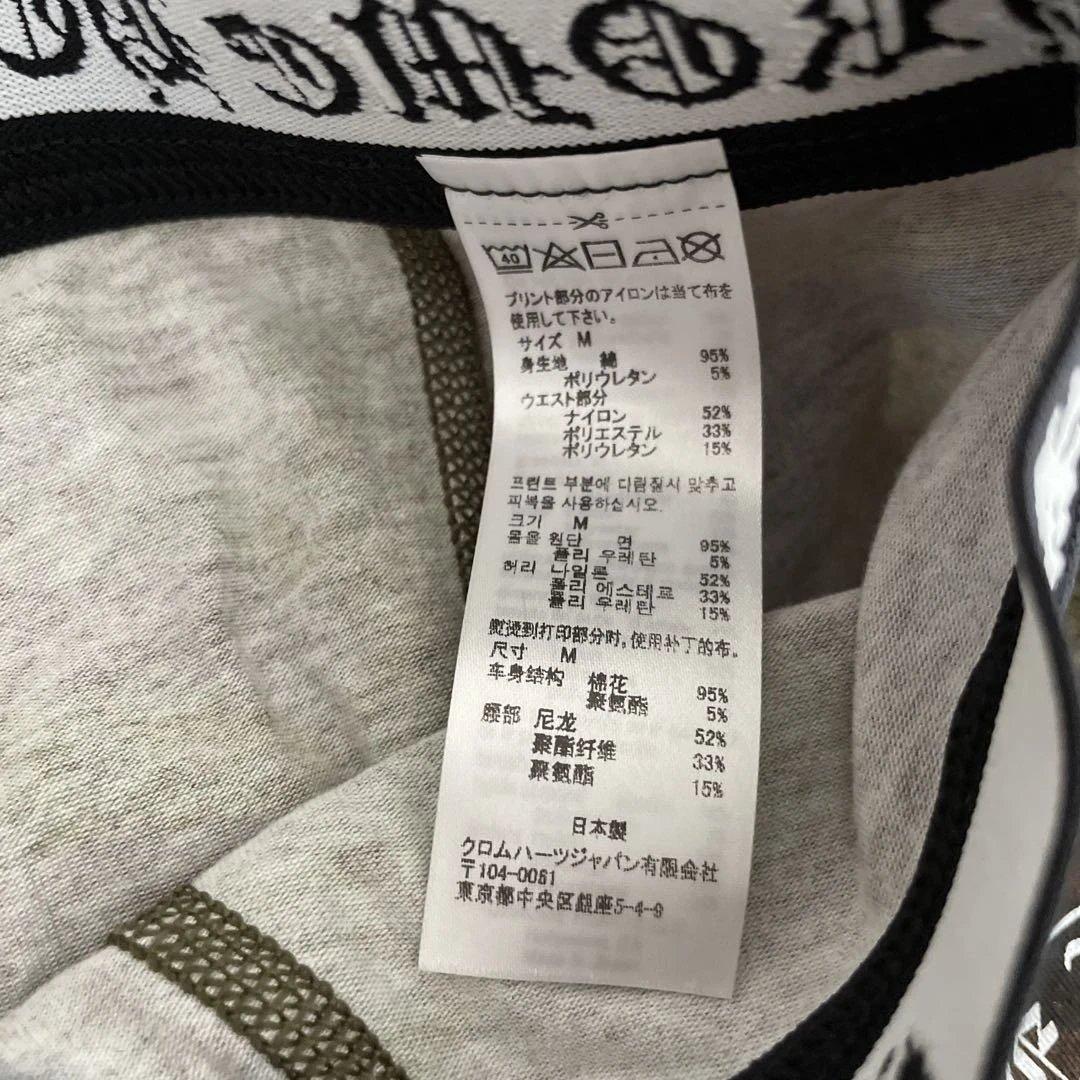 40
プリント部分のアイロンは当て布を
使用して下さい。
サイズ M
身生地 綿 95%
ポリウレタン 5%
ウエスト部分
ナイロン 52%
ポリエステル 33%
ポリウレタン 15%
프린트 부분에 다림질시 맞추고
피복을 사용하십시오.
크기 M
몸을 원단 면 95%
폴리 우레탄 5%
허리 나일론 52%
폴리 에스테르 33%
폴리 우레탄 15%
熨烫到打印部分时,使用补丁的布。
尺寸 M
车身结构 棉花 95%
聚氨酯 5%
腰部 尼龙 52%
聚酯纤维 33%
聚氨酯 15%
日本製
クロムハーツジャパン有限会社
〒104-0061
東京都中央区銀座5-4-9